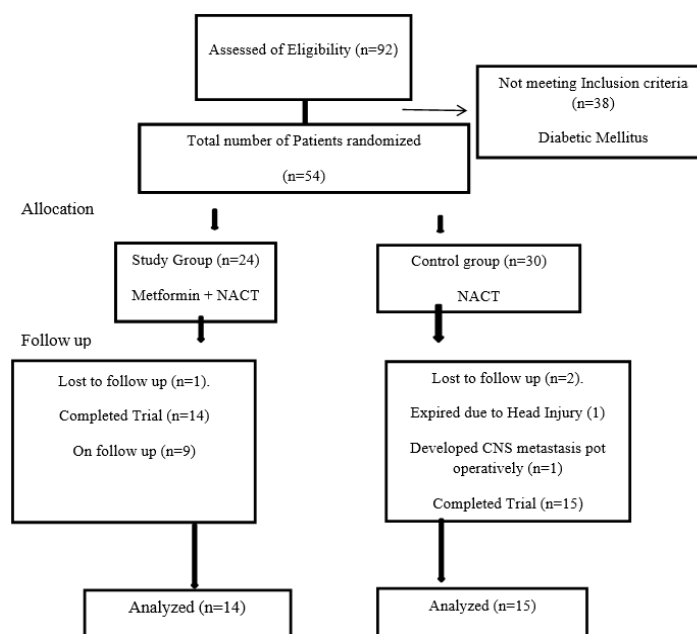 Assessed of Eligibility (n=92)
Not meeting Inclusion criteria
(n=38)
Diabetic Mellitus
Total number of Patients randomized
(n=54)
Allocation
Study Group (n=24)
Metformin + NACT
Control group (n=30)
NACT
Follow up
Lost to follow up (n=1).
Completed Trial (n=14)
On follow up (n=9)
Lost to follow up (n=2).
Expired due to Head Injury (1)
Developed CNS metastasis pot
operatively (n=1)
Completed Trial (n=15)
Analyzed (n=14)
Analyzed (n=15)